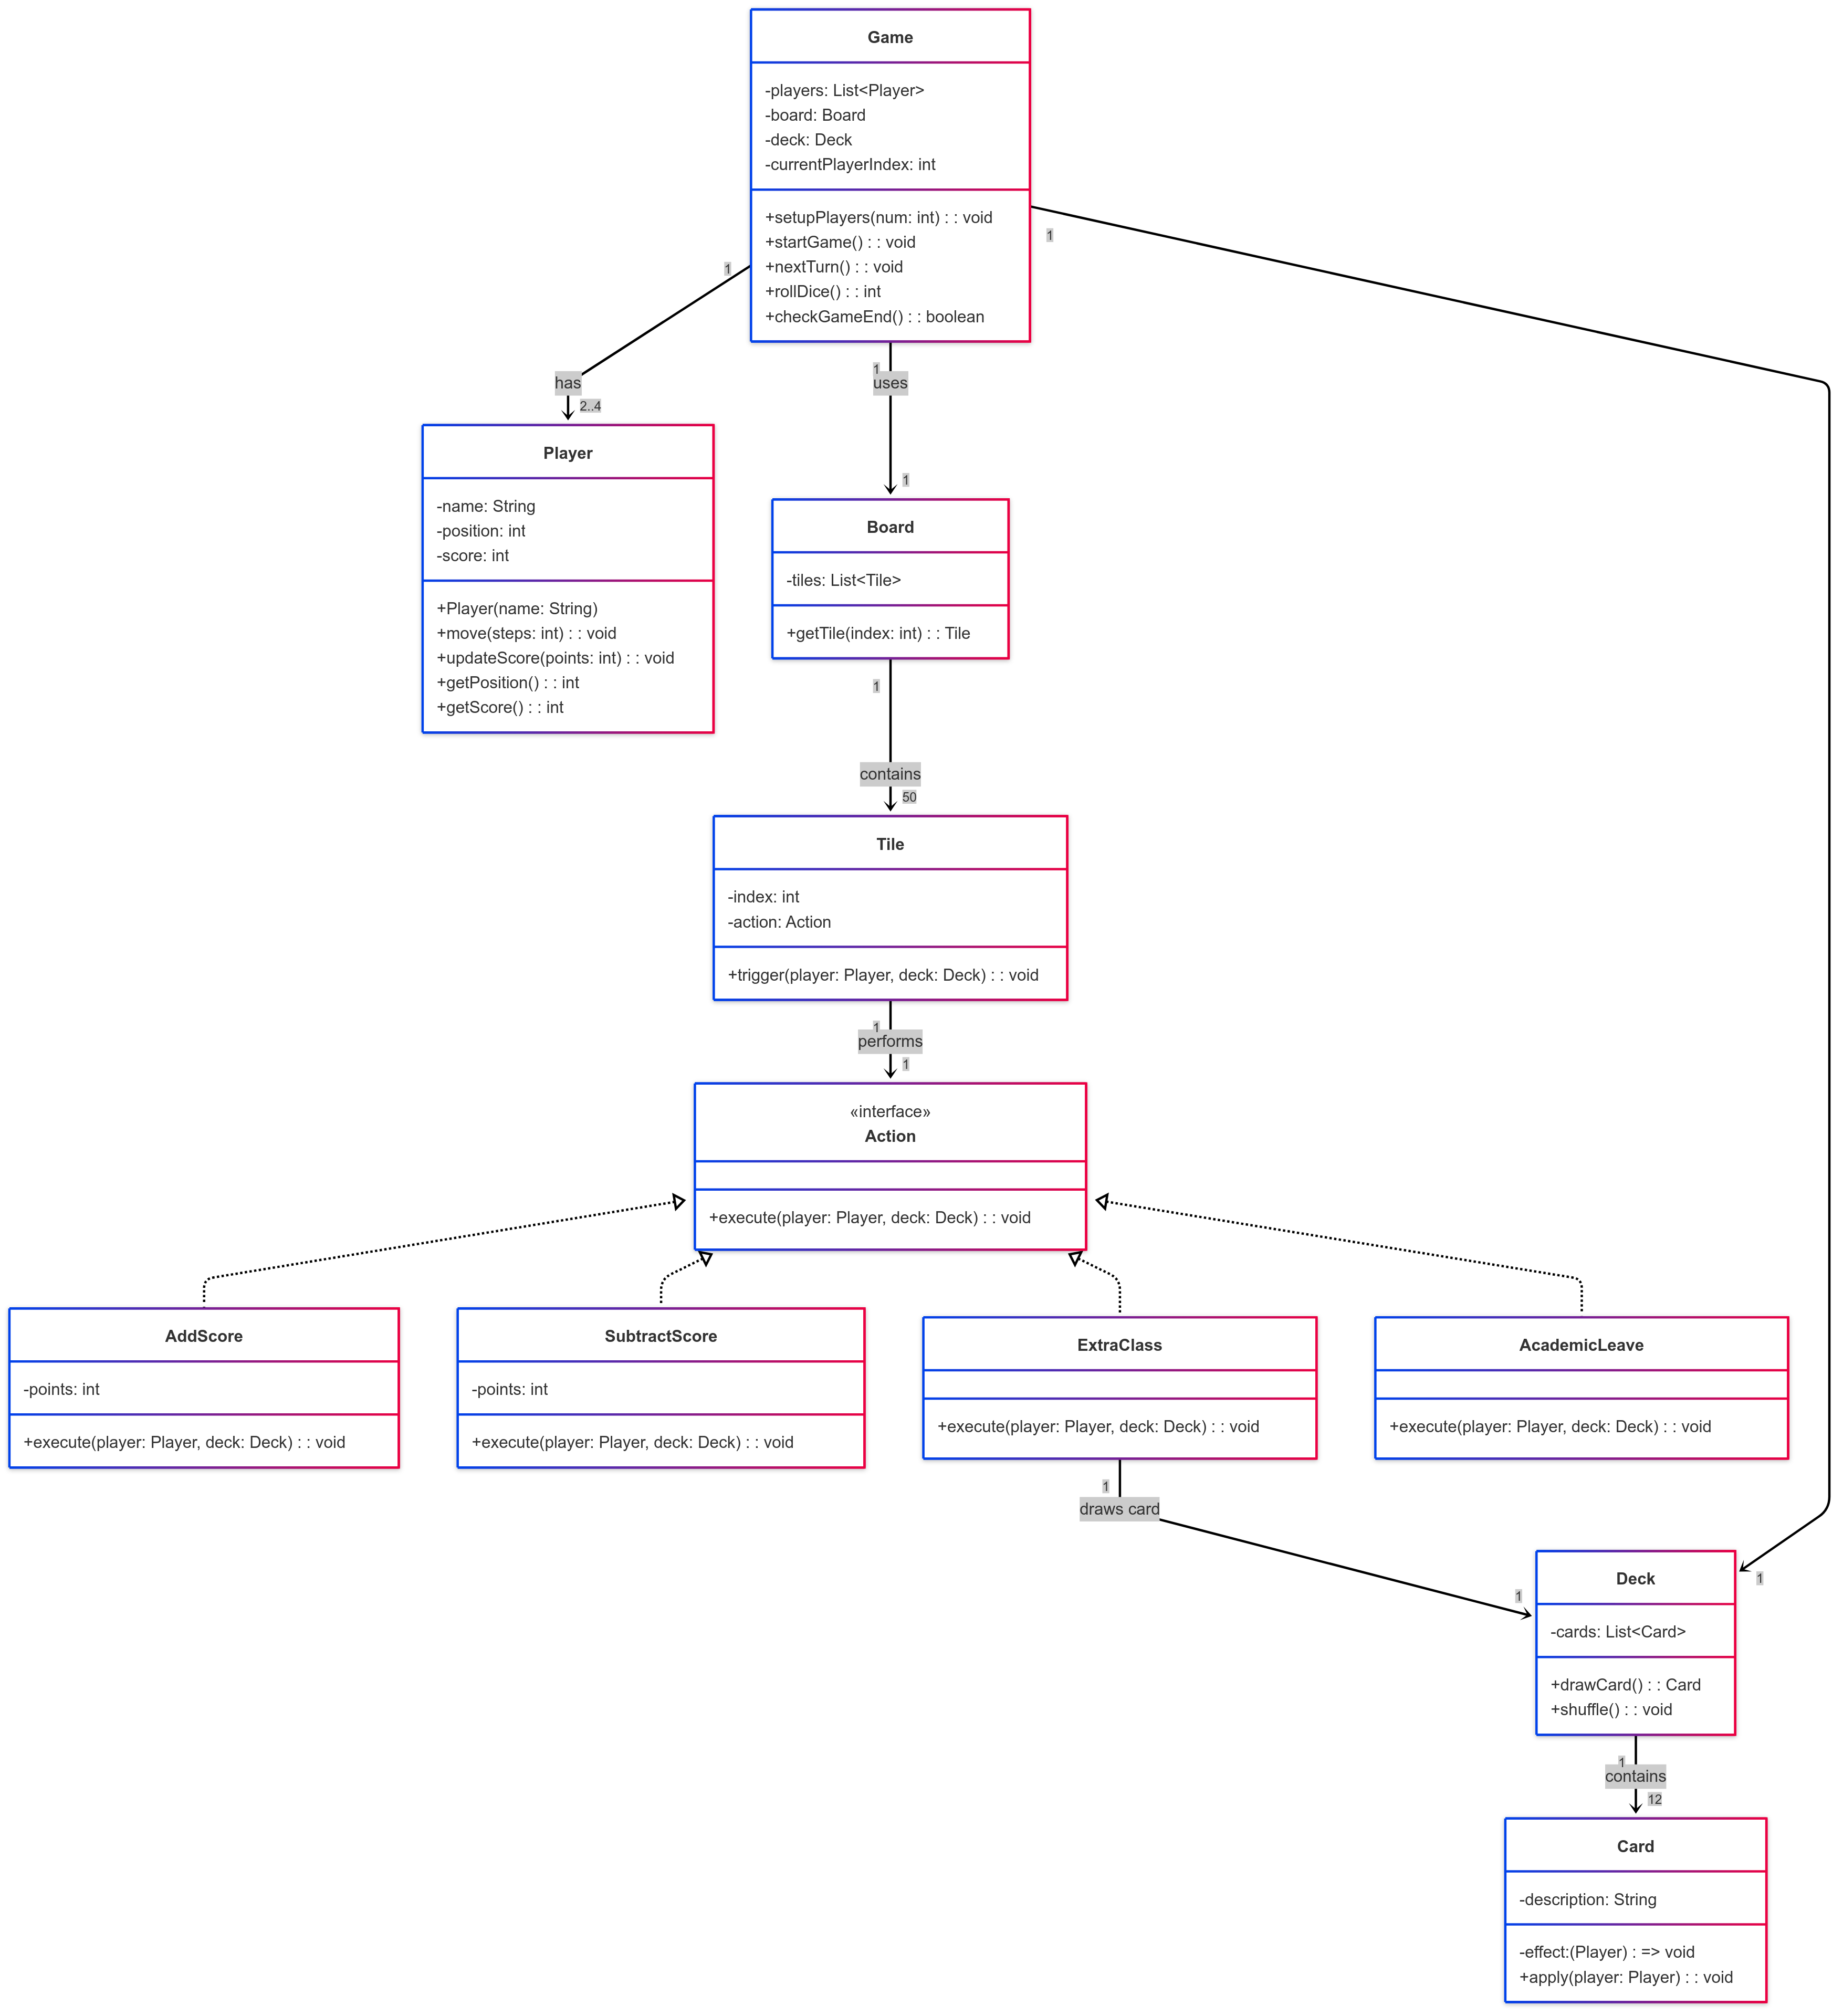 Game
-players: List<Player>
-board: Board
-deck: Deck
-currentPlayerIndex: int
+setupPlayers(num: int) : : void
+startGame() : : void
+nextTurn() : : void
+rollDice() : : int
+checkGameEnd() : : boolean
1
1
1
has
uses
2..4
1
Player
-name: String
-position: int
-score: int
+Player(name: String)
+move(steps: int) : : void
+updateScore(points: int) : : void
+getPosition() : : int
+getScore() : : int
Board
-tiles: List<Tile>
+getTile(index: int) : : Tile
1
contains
50
Tile
-index: int
-action: Action
+trigger(player: Player, deck: Deck) : : void
1
performs
1
«interface»
Action
+execute(player: Player, deck: Deck) : : void
AddScore
-points: int
+execute(player: Player, deck: Deck) : : void
SubtractScore
-points: int
+execute(player: Player, deck: Deck) : : void
ExtraClass
+execute(player: Player, deck: Deck) : : void
AcademicLeave
+execute(player: Player, deck: Deck) : : void
1
draws card
1
1
Deck
-cards: List<Card>
+drawCard() : : Card
+shuffle() : : void
1
contains
12
Card
-description: String
-effect:(Player) : => void
+apply(player: Player) : : void